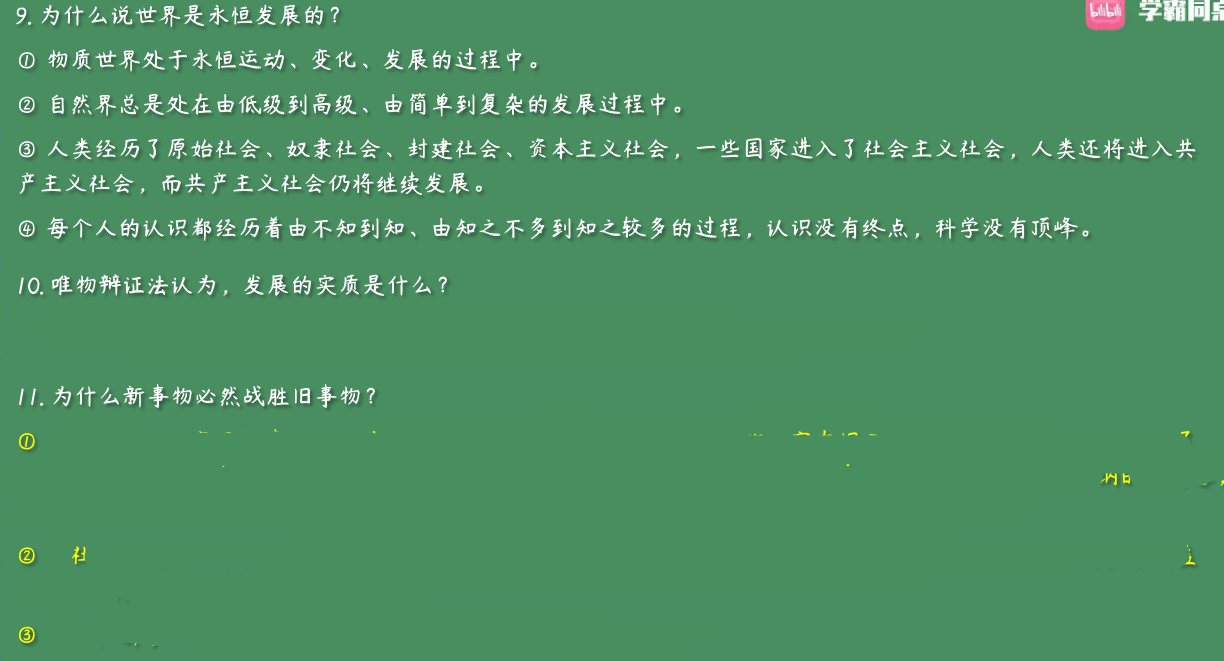 学霸同桌
9. 为什么说世界是永恒发展的？
① 物质世界处于永恒运动、变化、发展的过程中。
② 自然界总是处在由低级到高级、由简单到复杂的发展过程中。
③ 人类经历了原始社会、奴隶社会、封建社会、资本主义社会，一些国家进入了社会主义社会，人类还将进入共
产主义社会，而共产主义社会仍将继续发展。
④ 每个人的认识都经历着由不知到知、由知之不多到知之较多的过程，认识没有终点，科学没有顶峰。
10. 唯物辩证法认为，发展的实质是什么？
11. 为什么新事物必然战胜旧事物？
①
② 社
③